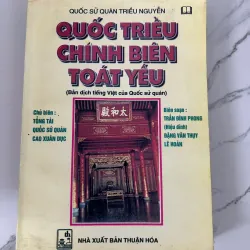 QUỐC SỬ QUÁN TRIỀU NGUYỄN
QUỐC TRIỀU
CHÍNH BIÊN
TOÁT YẾU
(Bản dịch tiếng Việt của Quốc sử quán)
Chủ biên:
TỔNG TÀI
QUỐC SỬ QUÁN
CAO XUÂN DỤC
殿和太
Biên soạn:
TRẦN ĐÌNH PHONG
(Hiệu đính)
ĐẶNG VĂN THỤY
LÊ HOÀN
NHÀ XUẤT BẢN THUẬN HÓA